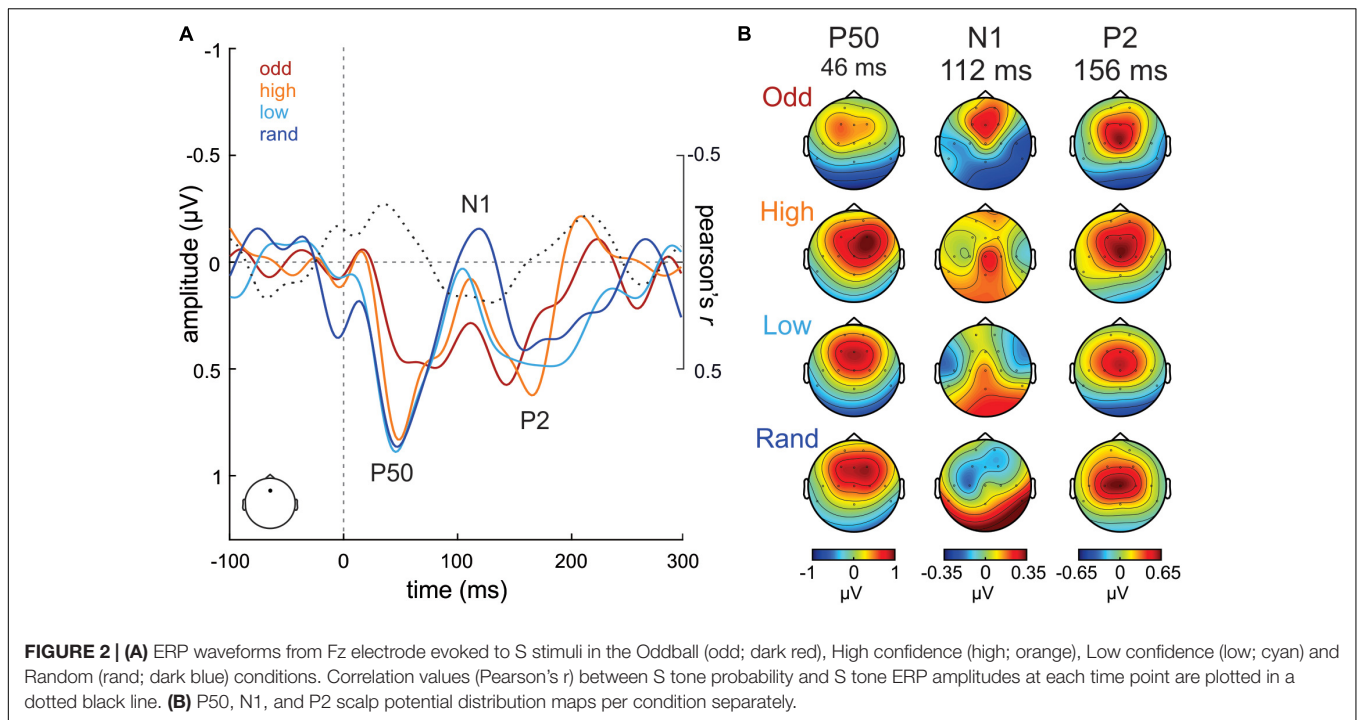 A
-1
-0.5
0
0.5
1
amplitude (µV)
odd
high
low
rand
N1
P50
P2
-0.5
0.5
pearson's r
-100
0
100
200
300
time (ms)
B
P50
46 ms
N1
112 ms
P2
156 ms
Odd
High
Low
Rand
-1 0 1
µV
-0.35 0 0.35
µV
-0.65 0 0.65
µV
FIGURE 2 | (A) ERP waveforms from Fz electrode evoked to S stimuli in the Oddball (odd; dark red), High confidence (high; orange), Low confidence (low; cyan) and
Random (rand; dark blue) conditions. Correlation values (Pearson's r) between S tone probability and S tone ERP amplitudes at each time point are plotted in a
dotted black line. (B) P50, N1, and P2 scalp potential distribution maps per condition separately.